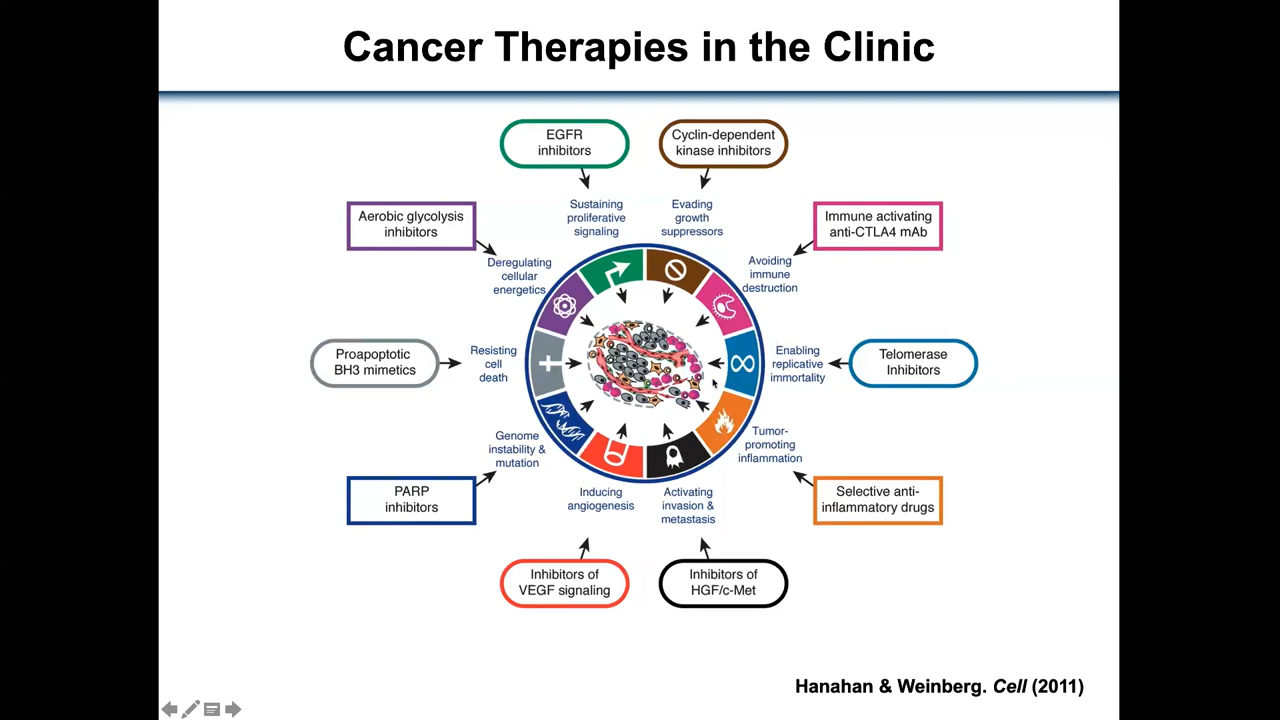 Cancer Therapies in the Clinic
EGFR
inhibitors
Cyclin-dependent
kinase inhibitors
Sustaining
proliferative
signaling
Evading
growth
suppressors
Aerobic glycolysis
inhibitors
Immune activating
anti-CTLA4 mAb
Deregulating
cellular
energetics
Avoiding
immune
destruction
Proapoptotic
BH3 mimetics
Resisting
cell
death
Enabling
replicative
immortality
Telomerase
Inhibitors
Genome
instability &
mutation
Tumor-
promoting
inflammation
PARP
inhibitors
Inducing
angiogenesis
Activating
invasion &
metastasis
Selective anti-
inflammatory drugs
Inhibitors of
VEGF signaling
Inhibitors of
HGF/c-Met
Hanahan & Weinberg. Cell (2011)